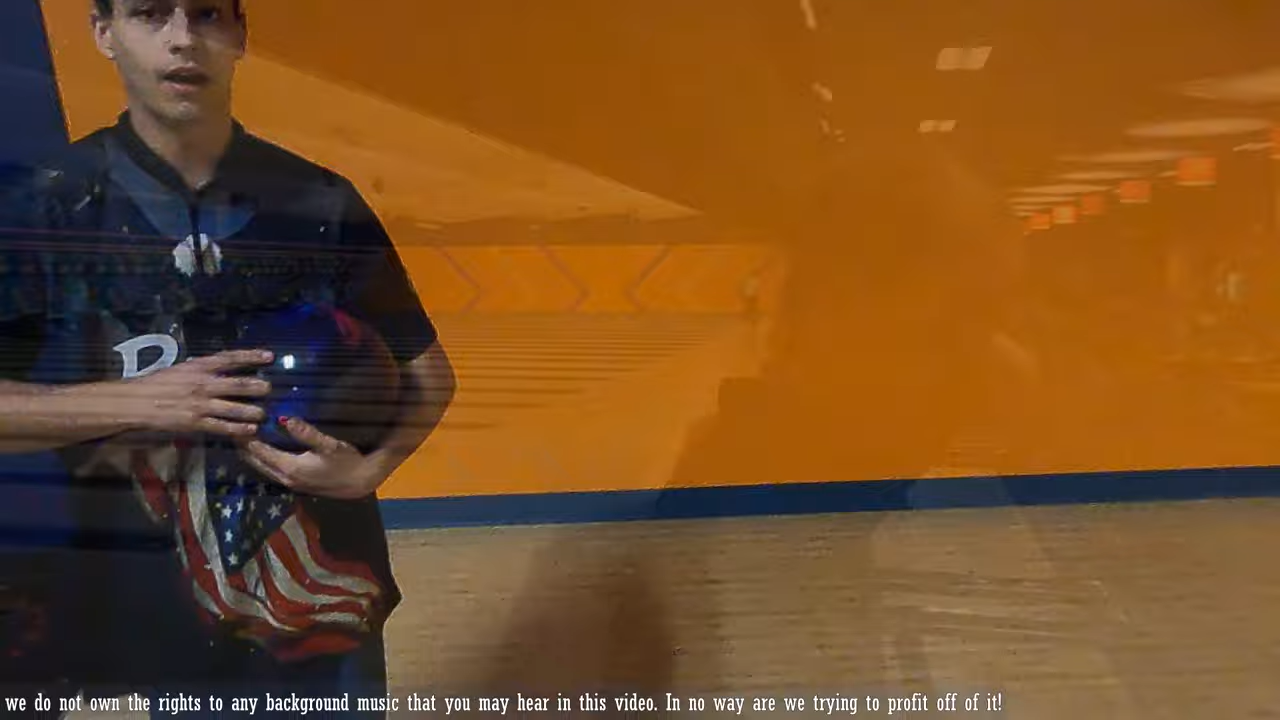 we do not own the rights to any background music that you may hear in this video. In no way are we trying to profit off of it!